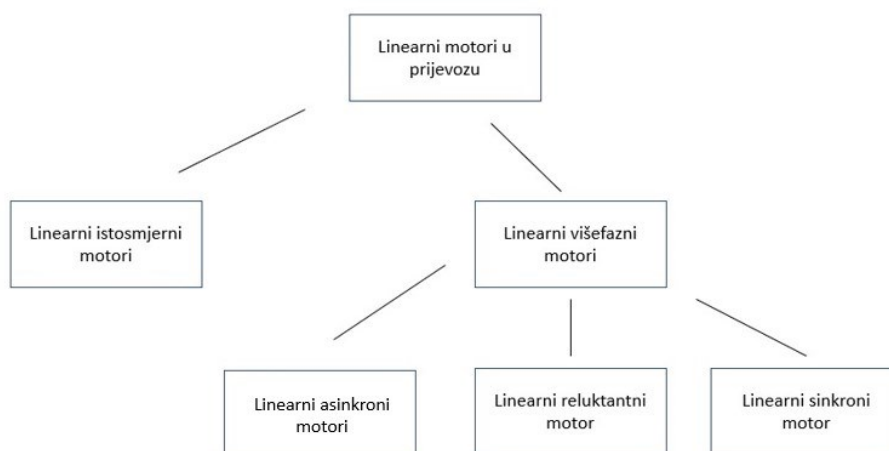 Linearni motori u
prijevozu
Linearni istosmjerni
motori
Linearni višefazni
motori
Linearni asinkroni
motori
Linearni reluktantni
motor
Linearni sinkroni
motor